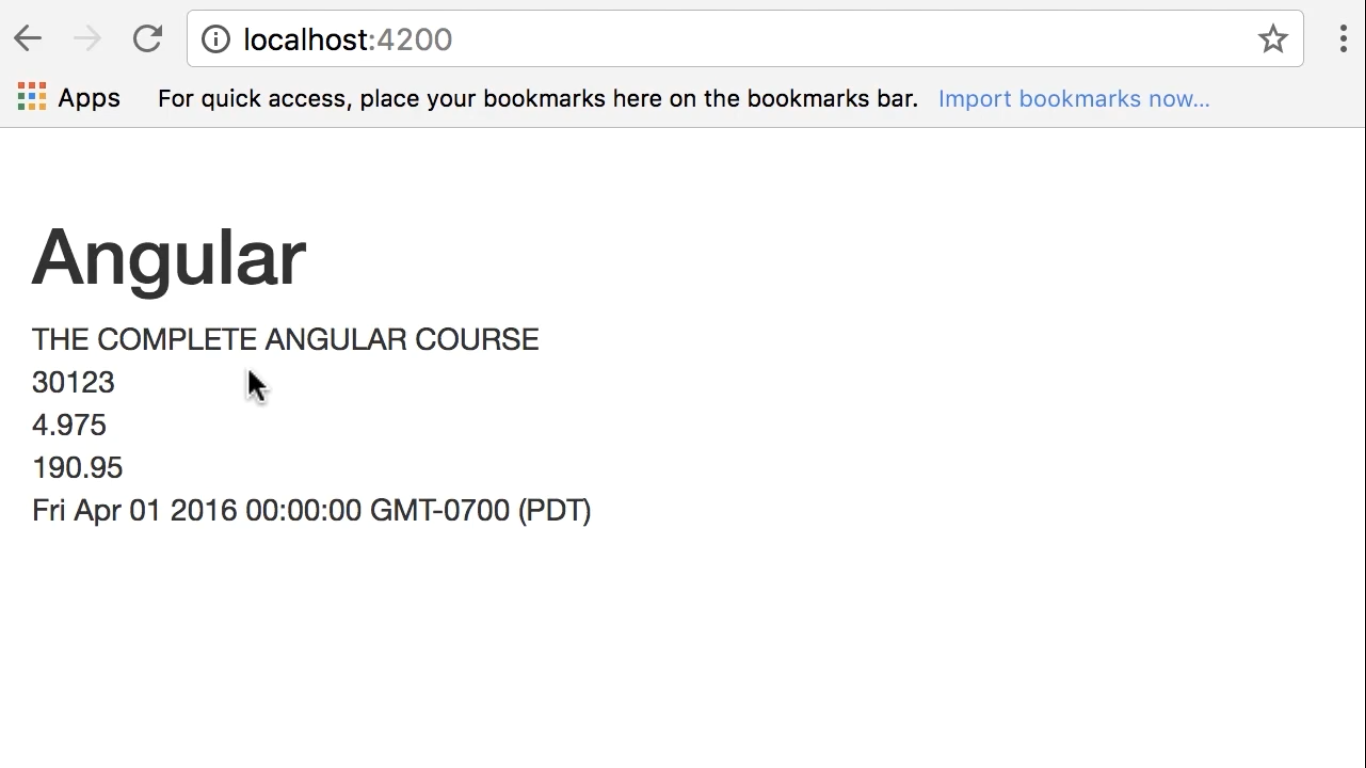 localhost:4200
Apps For quick access, place your bookmarks here on the bookmarks bar. Import bookmarks now...
Angular
THE COMPLETE ANGULAR COURSE
30123
4.975
190.95
Fri Apr 01 2016 00:00:00 GMT-0700 (PDT)